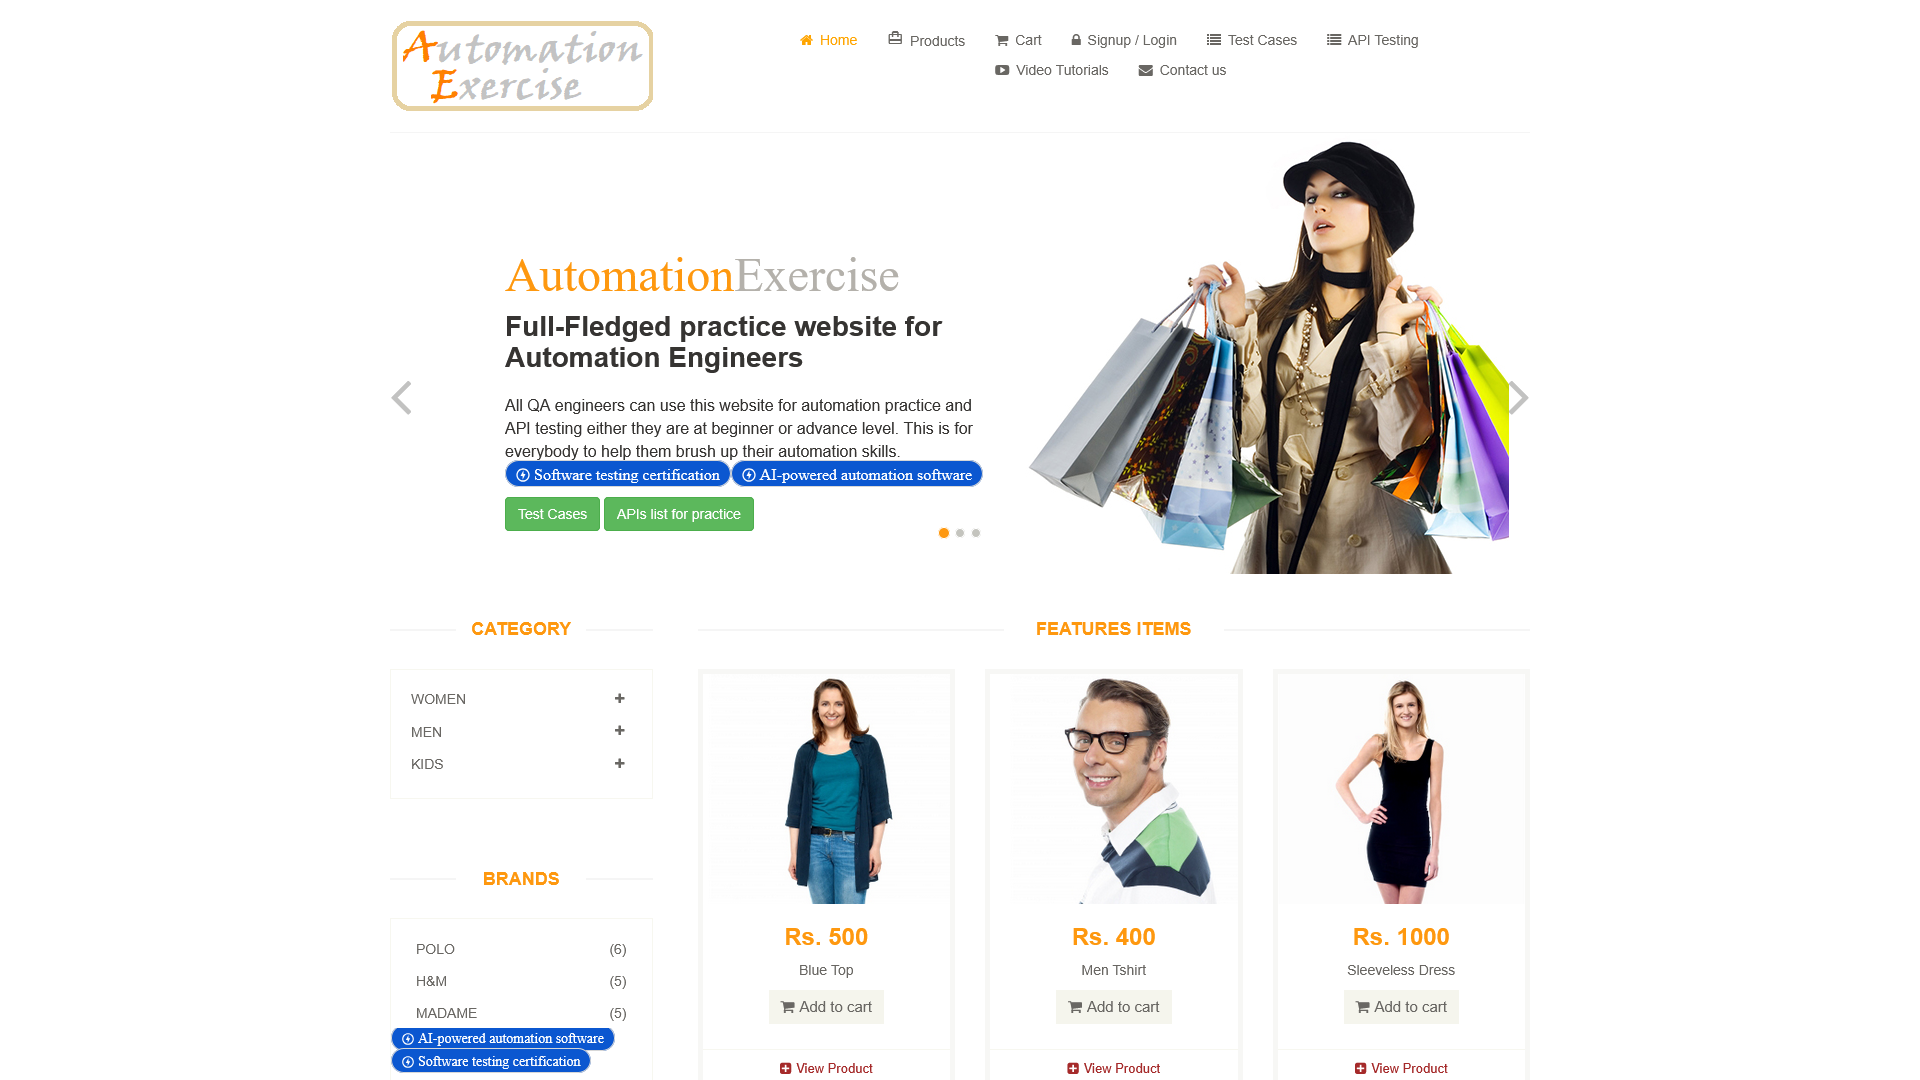 Automation
Exercise
Home
Products
Cart
Signup / Login
Test Cases
API Testing
Video Tutorials
Contact us
AutomationExercise
Full-Fledged practice website for
Automation Engineers
All QA engineers can use this website for automation practice and
API testing either they are at beginner or advance level. This is for
everybody to help them brush up their automation skills.
Software testing certification
AI-powered automation software
Test Cases
APIs list for practice
CATEGORY
WOMEN
MEN
KIDS
BRANDS
POLO (6)
H&M (5)
MADAME (5)
AI-powered automation software
Software testing certification
FEATURES ITEMS
Rs. 500
Blue Top
Add to cart
View Product
Rs. 400
Men Tshirt
Add to cart
View Product
Rs. 1000
Sleeveless Dress
Add to cart
View Product